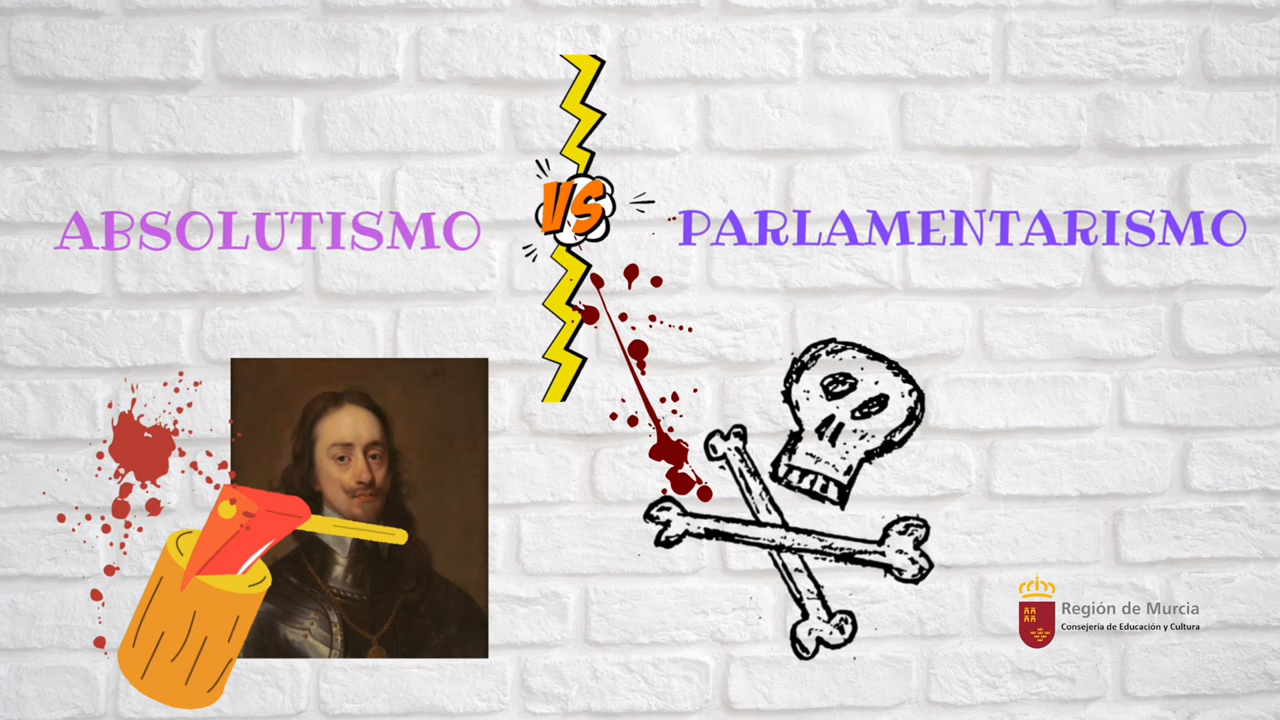 ABSOLUTISMO
VS
PARLAMENTARISMO
Región de Murcia
Consejería de Educación y Cultura